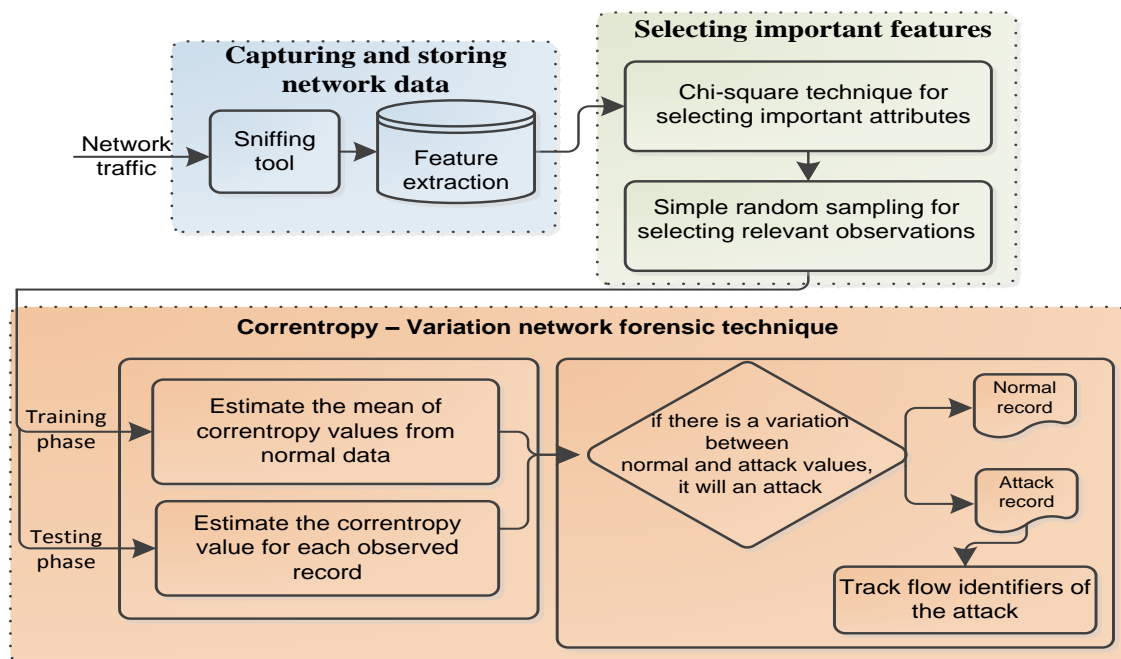 Capturing and storing
network data
Network
traffic
Sniffing
tool
Feature
extraction
Selecting important features
Chi-square technique for
selecting important attributes
Simple random sampling for
selecting relevant observations
Correntropy – Variation network forensic technique
Training
phase
Estimate the mean of
correntropy values from
normal data
Testing
phase
Estimate the correntropy
value for each observed
record
if there is a variation
between
normal and attack values,
it will an attack
Normal
record
Attack
record
Track flow identifiers of
the attack